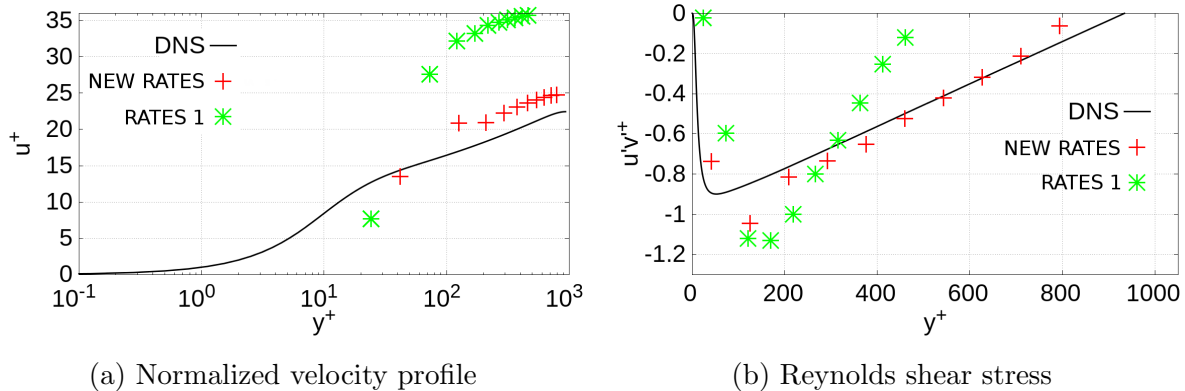 DNS
NEW RATES
RATES 1
35
30
25
20
15
10
5
0
u+
10-1
100
101
102
103
y+
(a) Normalized velocity profile
0
-0.2
-0.4
-0.6
-0.8
-1
-1.2
u'v'+
DNS
NEW RATES
RATES 1
0
200
400
600
800
1000
y+
(b) Reynolds shear stress